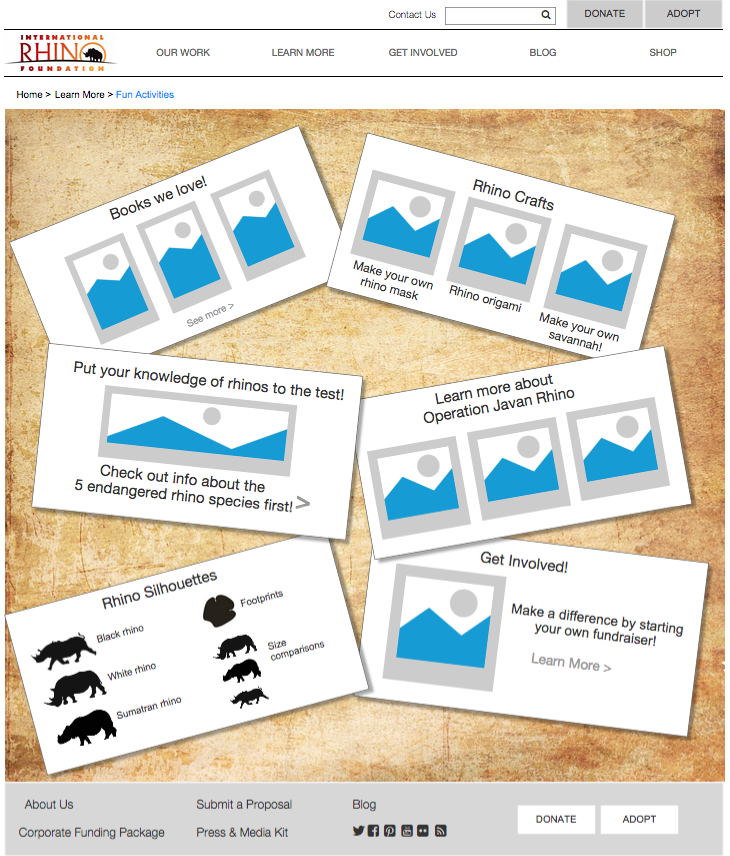 Contact Us
DONATE
ADOPT
INTERNATIONAL
RHINO
FOUNDATION
OUR WORK
LEARN MORE
GET INVOLVED
BLOG
SHOP
Home > Learn More > Fun Activities
Books we love!
See more >
Rhino Crafts
Make your own
rhino mask
Rhino origami
Make your own
savannah!
Put your knowledge of rhinos to the test!
Check out info about the
5 endangered rhino species first! >
Learn more about
Operation Javan Rhino
Rhino Silhouettes
Black rhino
White rhino
Sumatran rhino
Footprints
Size
comparisons
Get Involved!
Make a difference by starting
your own fundraiser!
Learn More >
About Us
Submit a Proposal
Blog
Corporate Funding Package
Press & Media Kit
DONATE
ADOPT